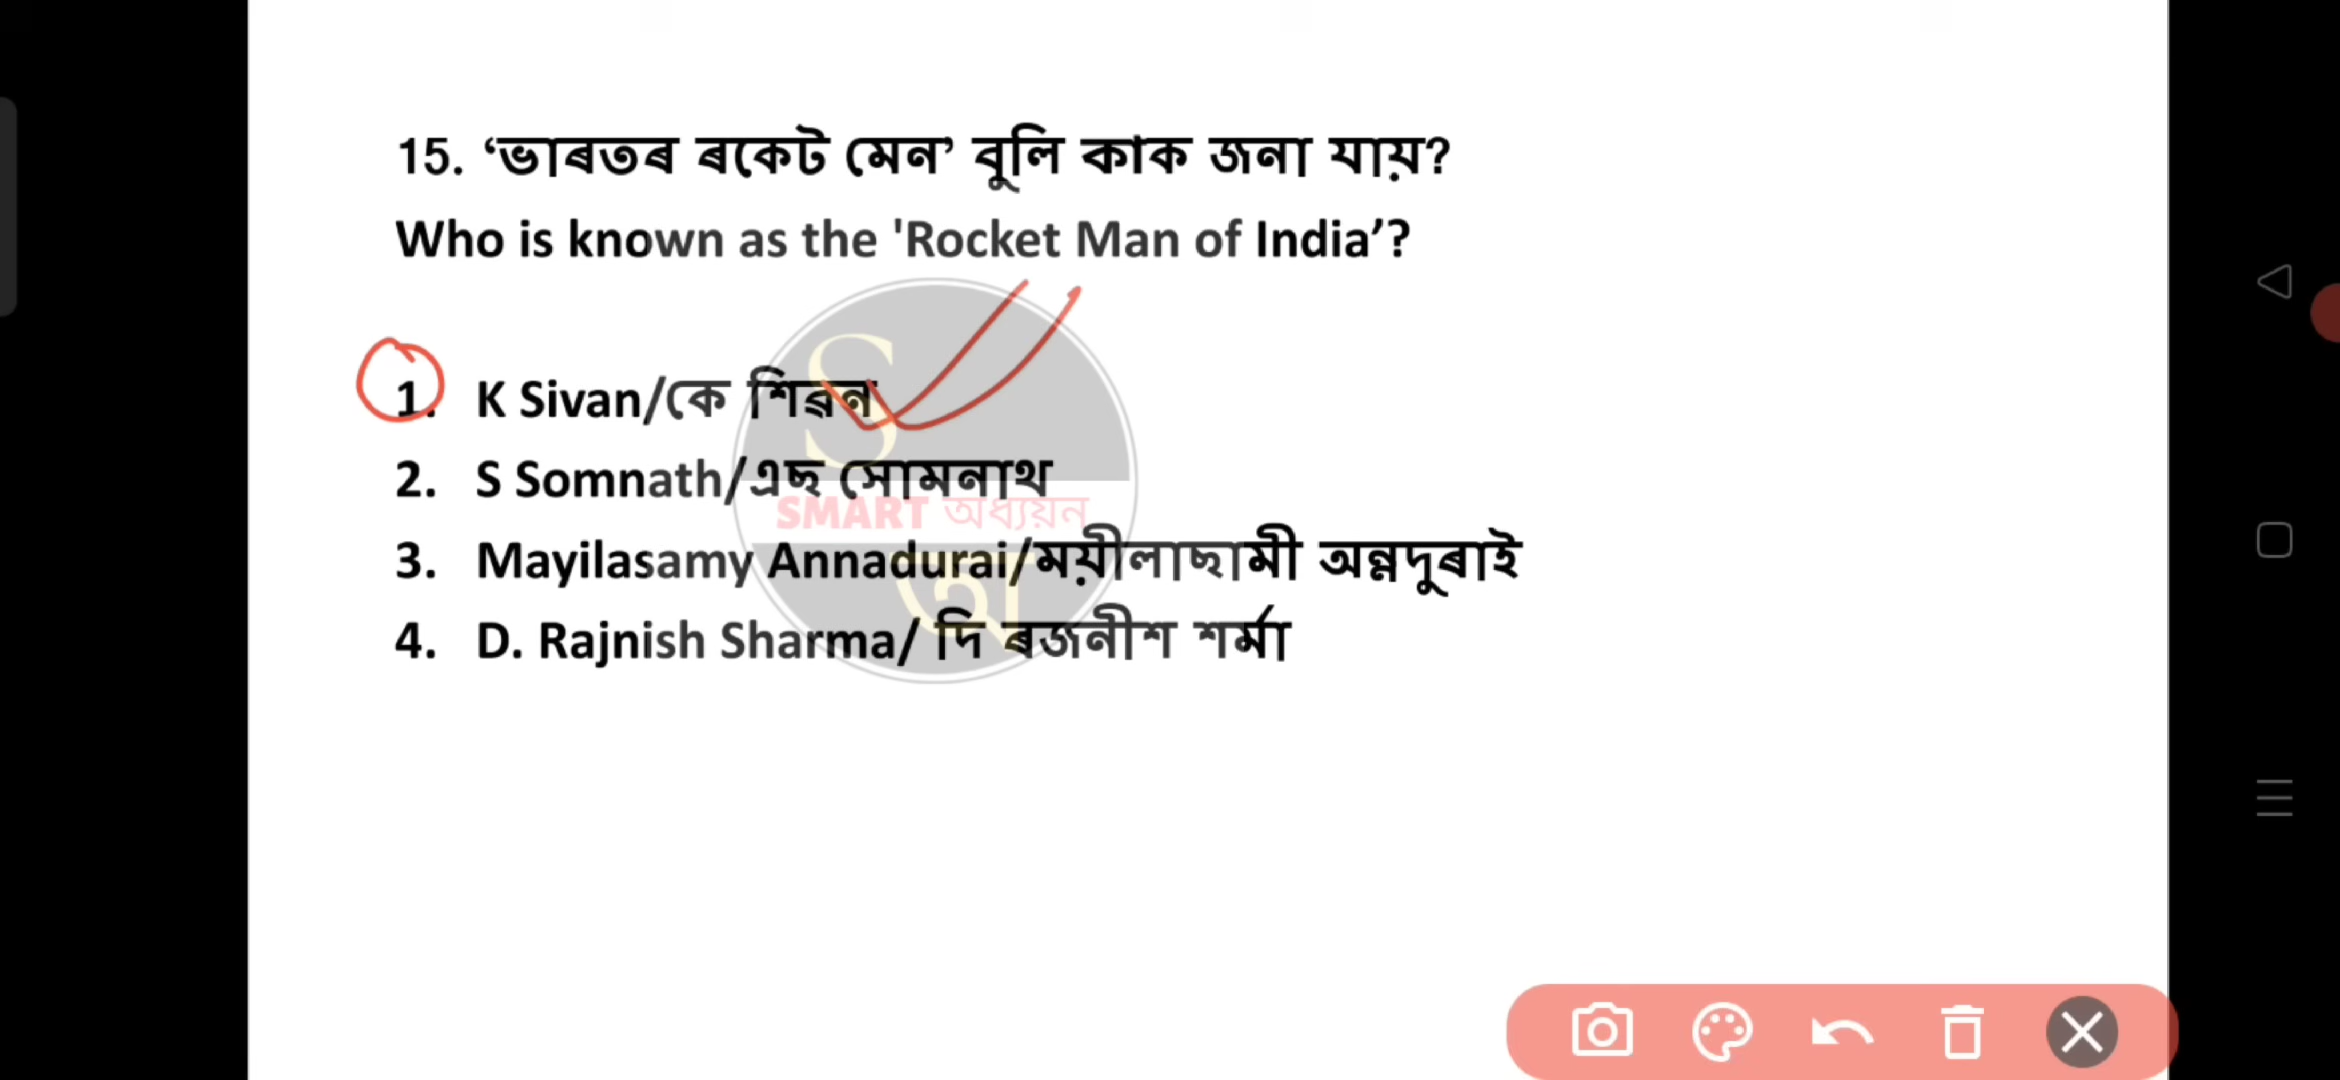 15. ‘ভাৰতৰ ৰকেট মেন’ বুলি কাক জনা যায়?
Who is known as the 'Rocket Man of India’?
1. K Sivan/কে শিৱন
2. S Somnath/এছ সোমনাথ
SMART অধ্যয়ন
3. Mayilasamy Annadurai/ময়ীলাছামী অন্নদুৰাই
4. D. Rajnish Sharma/ দি ৰজনীশ শৰ্মা